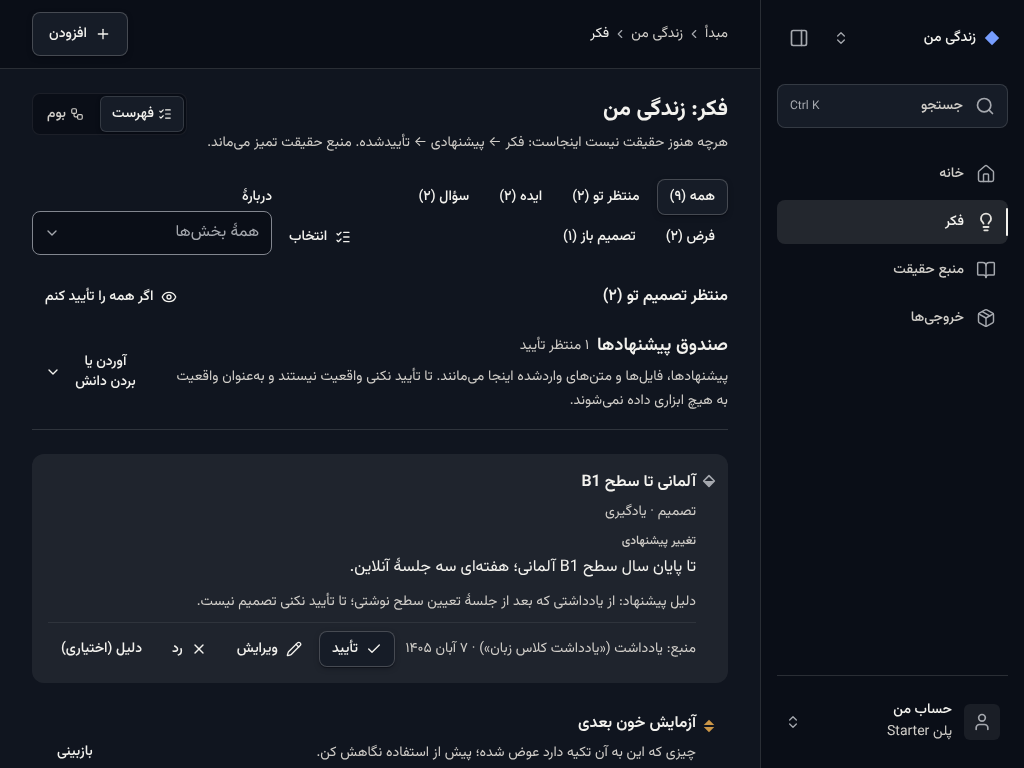 زندگی من
جستجو
Ctrl K
خانه
فکر
منبع حقیقت
خروجی‌ها
حساب من
پلن Starter
مبدأ
زندگی من
فکر
افزودن
فکر: زندگی من
هرچه هنوز حقیقت نیست اینجاست: فکر ← پیشنهادی ← تأییدشده. منبع حقیقت تمیز می‌ماند.
فهرست
بوم
همه (۹)
منتظر تو (۲)
ایده (۲)
سؤال (۲)
فرض (۲)
تصمیم باز (۱)
انتخاب
دربارهٔ
همهٔ بخش‌ها
منتظر تصمیم تو (۲)
اگر همه را تأیید کنم
صندوق پیشنهادها ۱ منتظر تأیید
پیشنهادها، فایل‌ها و متن‌های واردشده اینجا می‌مانند. تا تأیید نکنی واقعیت نیستند و به‌عنوان واقعیت
به هیچ ابزاری داده نمی‌شوند.
آوردن یا
بردن دانش
آلمانی تا سطح B1
تصمیم · یادگیری
تغییر پیشنهادی
تا پایان سال سطح B1 آلمانی؛ هفته‌ای سه جلسهٔ آنلاین.
دلیل پیشنهاد: از یادداشتی که بعد از جلسهٔ تعیین سطح نوشتی؛ تا تأیید نکنی تصمیم نیست.
منبع: یادداشت («یادداشت کلاس زبان») · ۷ آبان ۱۴۰۵
تأیید
ویرایش
رد
دلیل (اختیاری)
آزمایش خون بعدی
چیزی که این به آن تکیه دارد عوض شده؛ پیش از استفاده نگاهش کن.
بازبینی